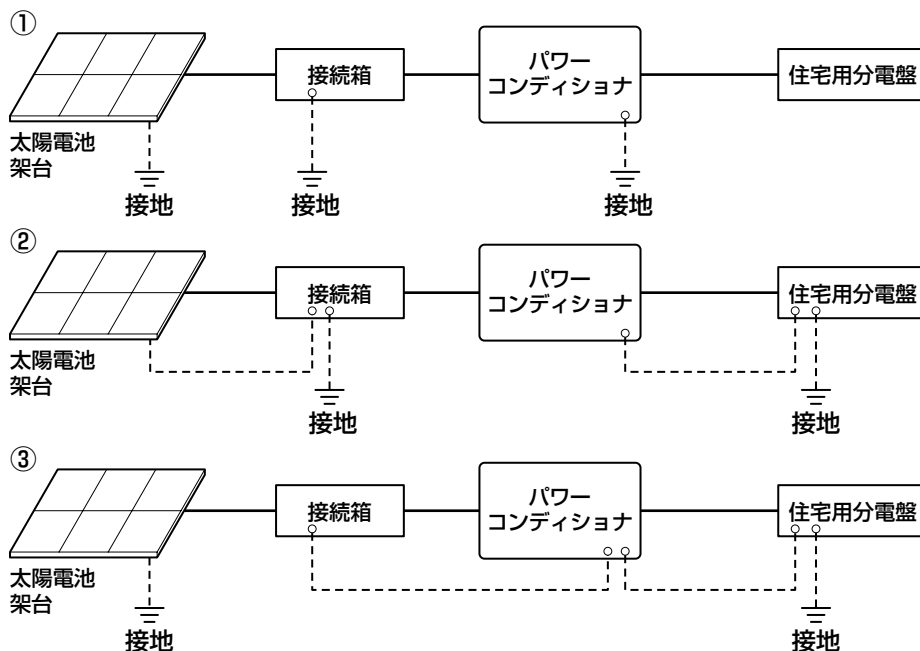 ①
接続箱
パワー
コンディショナ
住宅用分電盤
太陽電池
架台
接地
接地
接地
②
接続箱
パワー
コンディショナ
住宅用分電盤
太陽電池
架台
接地
接地
③
接続箱
パワー
コンディショナ
住宅用分電盤
太陽電池
架台
接地
接地